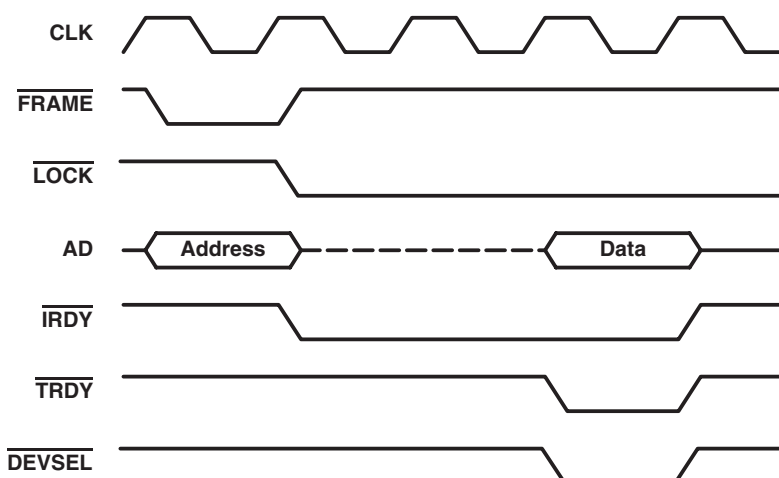 CLK
FRAME
LOCK
AD Address Data
IRDY
TRDY
DEVSEL